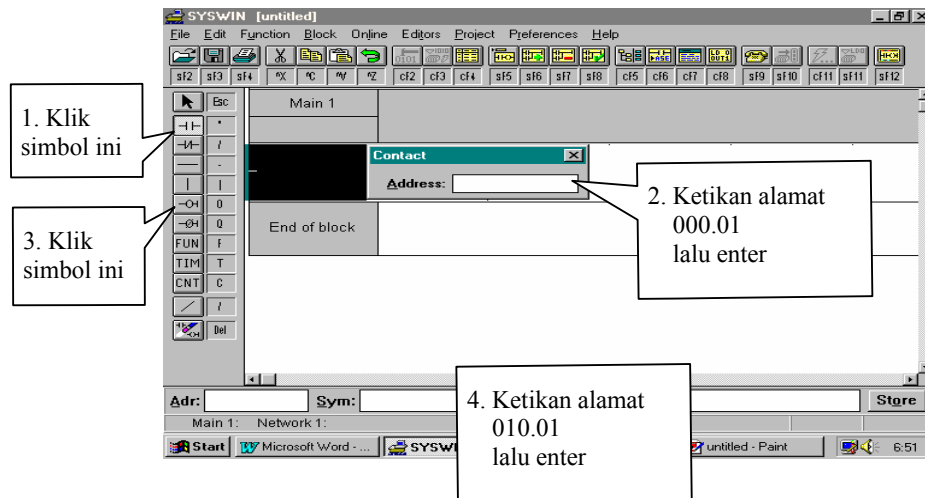 SYSWIN [untitled]
File Edit Function Block Online Editors Project Preferences Help
sF2 sF3 sF4 ^X ^C ^V ^Z cF2 cF3 cF4 sF5 sF6 sF7 sF8 cF5 cF6 cF7 cF8 sF9 sF10 cF11 sF11 sF12
1. Klik
simbol ini
3. Klik
simbol ini
Esc
"
/
-
|
O
Q
FUN F
TIM T
CNT C
/
Del
Main 1
Contact
Address:
2. Ketikan alamat
000.01
lalu enter
End of block
4. Ketikan alamat
010.01
lalu enter
Adr: Sym: Store
Main 1: Network 1:
Start Microsoft Word - ... SYSWI untitled - Paint 6:51